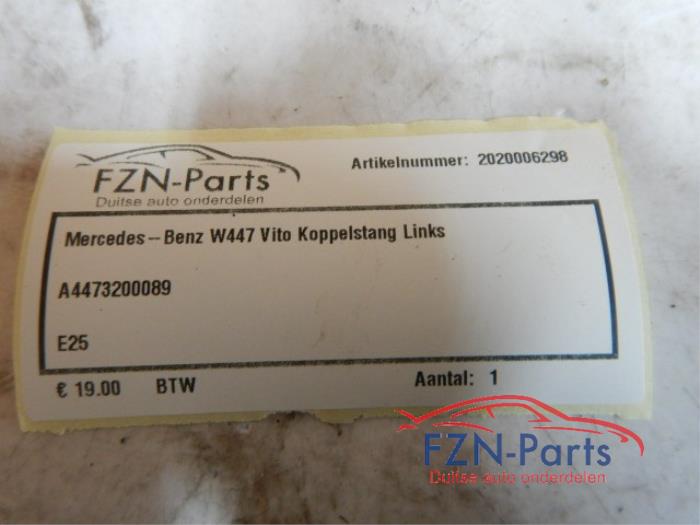 FZN-Parts
Duitse auto onderdelen
Artikelnummer: 2020006298
Mercedes-Benz W447 Vito Koppelstang Links
A4473200089
E25
€ 19.00 BTW
Aantal: 1
FZN-Parts
Duitse auto onderdelen